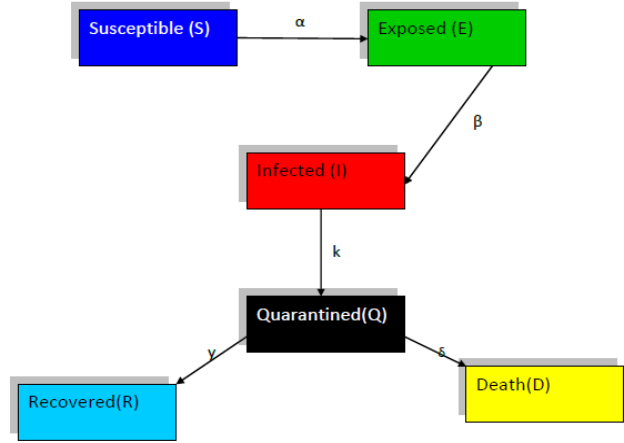 Susceptible (S)
α
Exposed (E)
β
Infected (I)
k
Quarantined(Q)
γ
δ
Recovered(R)
Death(D)